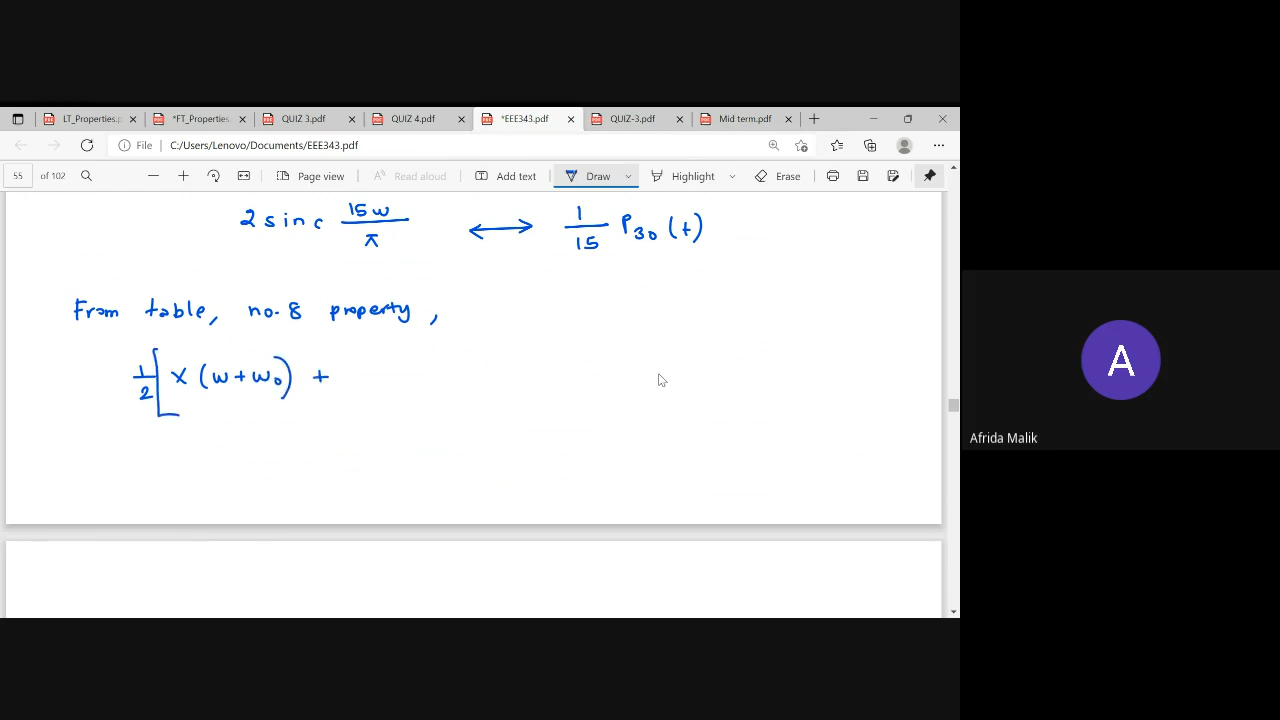 LT_Properties.p
*FT_Properties
QUIZ 3.pdf
QUIZ 4.pdf
*EEE343.pdf
QUIZ-3.pdf
Mid term.pdf
File C:/Users/Lenovo/Documents/EEE343.pdf
55 of 102 Page view Read aloud Add text Draw Highlight Erase
2 sinc 15w/π ⟷ 1/15 P₃₀ (t)
From table, no. 8 property,
1/2 [ X (w + w₀) +
A
Afrida Malik